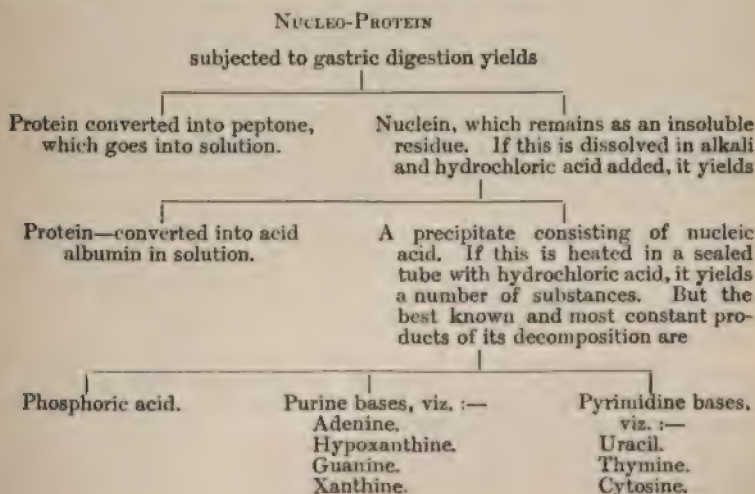 NUCLEO-PROTEIN
subjected to gastric digestion yields
Protein converted into peptone,
which goes into solution.
Nuclein, which remains as an insoluble
residue. If this is dissolved in alkali
and hydrochloric acid added, it yields
Protein—converted into acid
albumin in solution.
A precipitate consisting of nucleic
acid. If this is heated in a sealed
tube with hydrochloric acid, it yields
a number of substances. But the
best known and most constant pro-
ducts of its decomposition are
Phosphoric acid.
Purine bases, viz. :—
Adenine.
Hypoxanthine.
Guanine.
Xanthine.
Pyrimidine bases,
viz. :—
Uracil.
Thymine.
Cytosine.